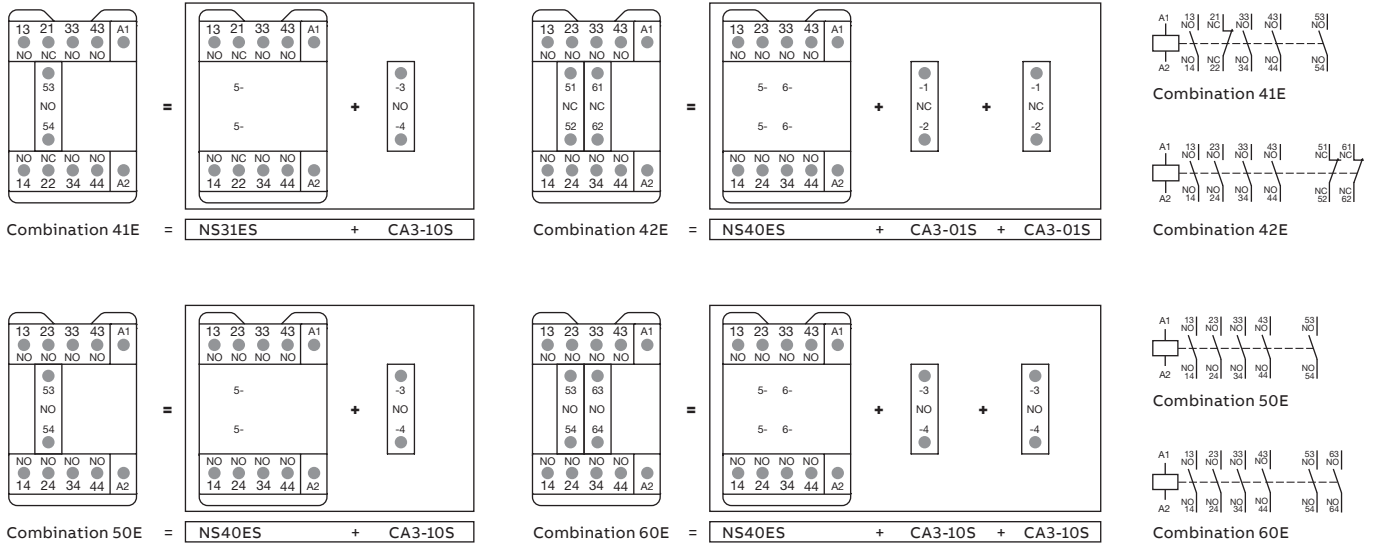 13 21 33 43 A1
NO NC NO NO
53
NO
54
NO NC NO NO
14 22 34 44 A2
=
13 21 33 43 A1
NO NC NO NO
5-
5-
NO NC NO NO
14 22 34 44 A2
+
-3
NO
-4
Combination 41E = NS31ES + CA3-10S
13 23 33 43 A1
NO NO NO NO
51 61
NC NC
52 62
NO NO NO NO
14 24 34 44 A2
=
13 23 33 43 A1
NO NO NO NO
5- 6-
5- 6-
NO NO NO NO
14 24 34 44 A2
+
-1
NC
-2
+
-1
NC
-2
Combination 42E = NS40ES + CA3-01S + CA3-01S
A1 13 21 33 43 53
NO NC NO NO NO
NO NC NO NO NO
A2 14 22 34 44 54
Combination 41E
A1 13 23 33 43 51 61
NO NO NO NO NC NC
NO NO NO NO NC NC
A2 14 24 34 44 52 62
Combination 42E
13 23 33 43 A1
NO NO NO NO
53
NO
54
NO NO NO NO
14 24 34 44 A2
=
13 23 33 43 A1
NO NO NO NO
5-
5-
NO NO NO NO
14 24 34 44 A2
+
-3
NO
-4
Combination 50E = NS40ES + CA3-10S
13 23 33 43 A1
NO NO NO NO
53 63
NO NO
54 64
NO NO NO NO
14 24 34 44 A2
=
13 23 33 43 A1
NO NO NO NO
5- 6-
5- 6-
NO NO NO NO
14 24 34 44 A2
+
-3
NO
-4
+
-3
NO
-4
Combination 60E = NS40ES + CA3-10S + CA3-10S
A1 13 23 33 43 53
NO NO NO NO NO
NO NO NO NO NO
A2 14 24 34 44 54
Combination 50E
A1 13 23 33 43 53 63
NO NO NO NO NO NO
NO NO NO NO NO NO
A2 14 24 34 44 54 64
Combination 60E